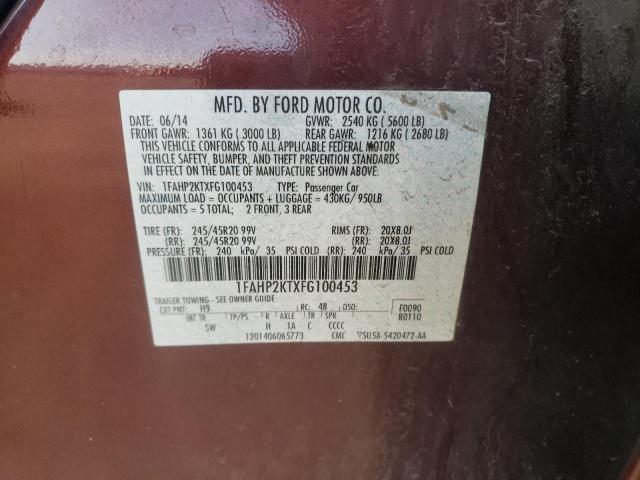 MFD. BY FORD MOTOR CO.
DATE: 06/14 GVWR: 2540 KG ( 5600 LB)
FRONT GAWR: 1361 KG ( 3000 LB) REAR GAWR: 1216 KG ( 2680 LB)
THIS VEHICLE CONFORMS TO ALL APPLICABLE FEDERAL MOTOR
VEHICLE SAFETY, BUMPER, AND THEFT PREVENTION STANDARDS
IN EFFECT ON THE DATE OF MANUFACTURE SHOWN ABOVE.
VIN: 1FAHP2KTXFG100453 TYPE: Passenger Car
MAXIMUM LOAD = OCCUPANTS + LUGGAGE = 430KG/ 950LB
OCCUPANTS = 5 TOTAL; 2 FRONT, 3 REAR
TIRE (FR): 245/45R20 99V RIMS (FR): 20X8.0J
(RR): 245/45R20 99V (RR): 20X8.0J
PRESSURE (FR): 240 kPa/ 35 PSI COLD (RR): 240 kPa/ 35 PSI COLD
1FAHP2KTXFG100453
TRAILER TOWING - SEE OWNER GUIDE
EXT PNT: H9 RC: 48 DSO: F0090
INT TR TP/PS R AXLE TR SPR R0110
SW H 1A C CCCC
1201406065773 CMC SU5A-5420472-AA